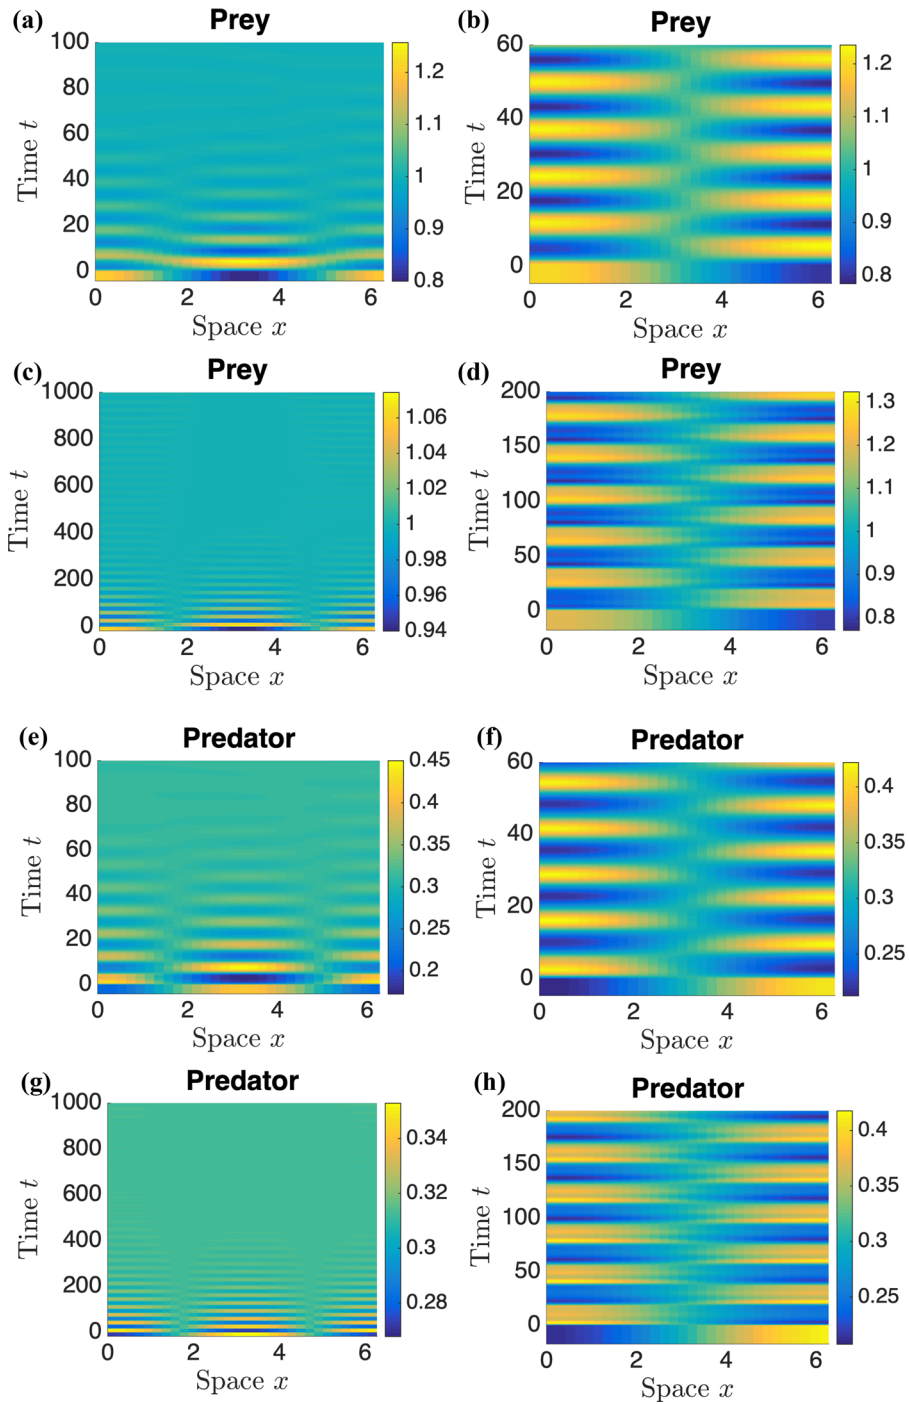 (a) Prey
100
80
60
40
20
0
Time t
0 2 4 6
Space x
1.2
1.1
1
0.9
0.8
(b) Prey
60
40
20
0
Time t
0 2 4 6
Space x
1.2
1.1
1
0.9
0.8
(c) Prey
1000
800
600
400
200
0
Time t
0 2 4 6
Space x
1.06
1.04
1.02
1
0.98
0.96
0.94
(d) Prey
200
150
100
50
0
Time t
0 2 4 6
Space x
1.3
1.2
1.1
1
0.9
0.8
(e) Predator
100
80
60
40
20
0
Time t
0 2 4 6
Space x
0.45
0.4
0.35
0.3
0.25
0.2
(f) Predator
60
40
20
0
Time t
0 2 4 6
Space x
0.4
0.35
0.3
0.25
(g) Predator
1000
800
600
400
200
0
Time t
0 2 4 6
Space x
0.34
0.32
0.3
0.28
(h) Predator
200
150
100
50
0
Time t
0 2 4 6
Space x
0.4
0.35
0.3
0.25